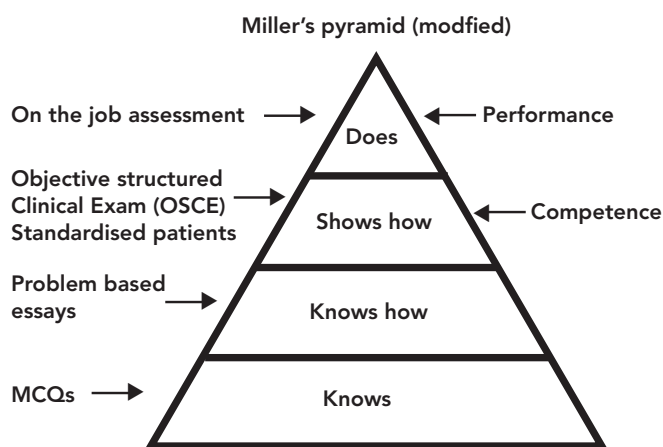 Miller's pyramid (modfied)
On the job assessment
Does
Performance
Objective structured
Clinical Exam (OSCE)
Standardised patients
Shows how
Competence
Problem based
essays
Knows how
MCQs
Knows